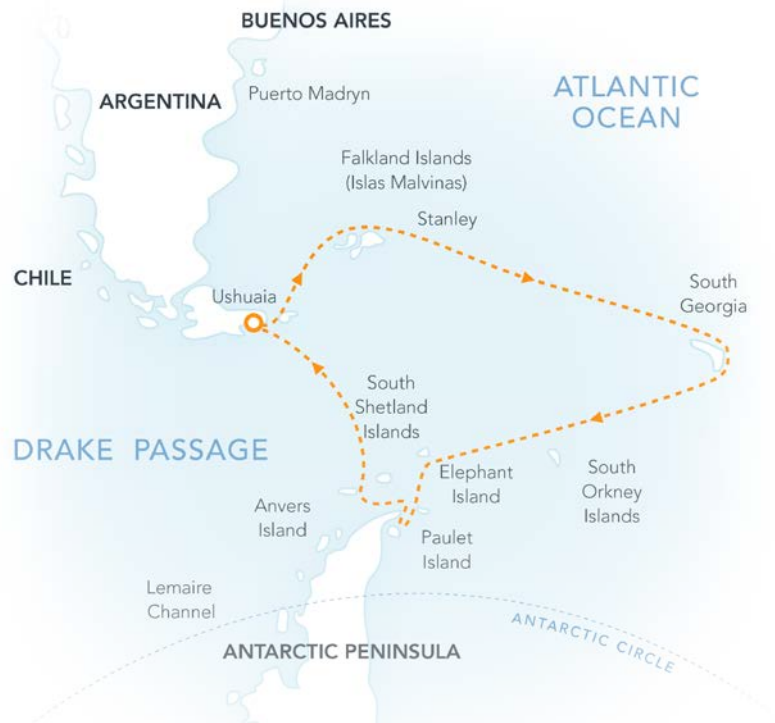 BUENOS AIRES
ATLANTIC
OCEAN
ARGENTINA
Puerto Madryn
Falkland Islands
(Islas Malvinas)
Stanley
CHILE
Ushuaia
South
Georgia
South
Shetland
Islands
DRAKE PASSAGE
Elephant
Island
South
Orkney
Islands
Anvers
Island
Paulet
Island
Lemaire
Channel
ANTARCTIC CIRCLE
ANTARCTIC PENINSULA